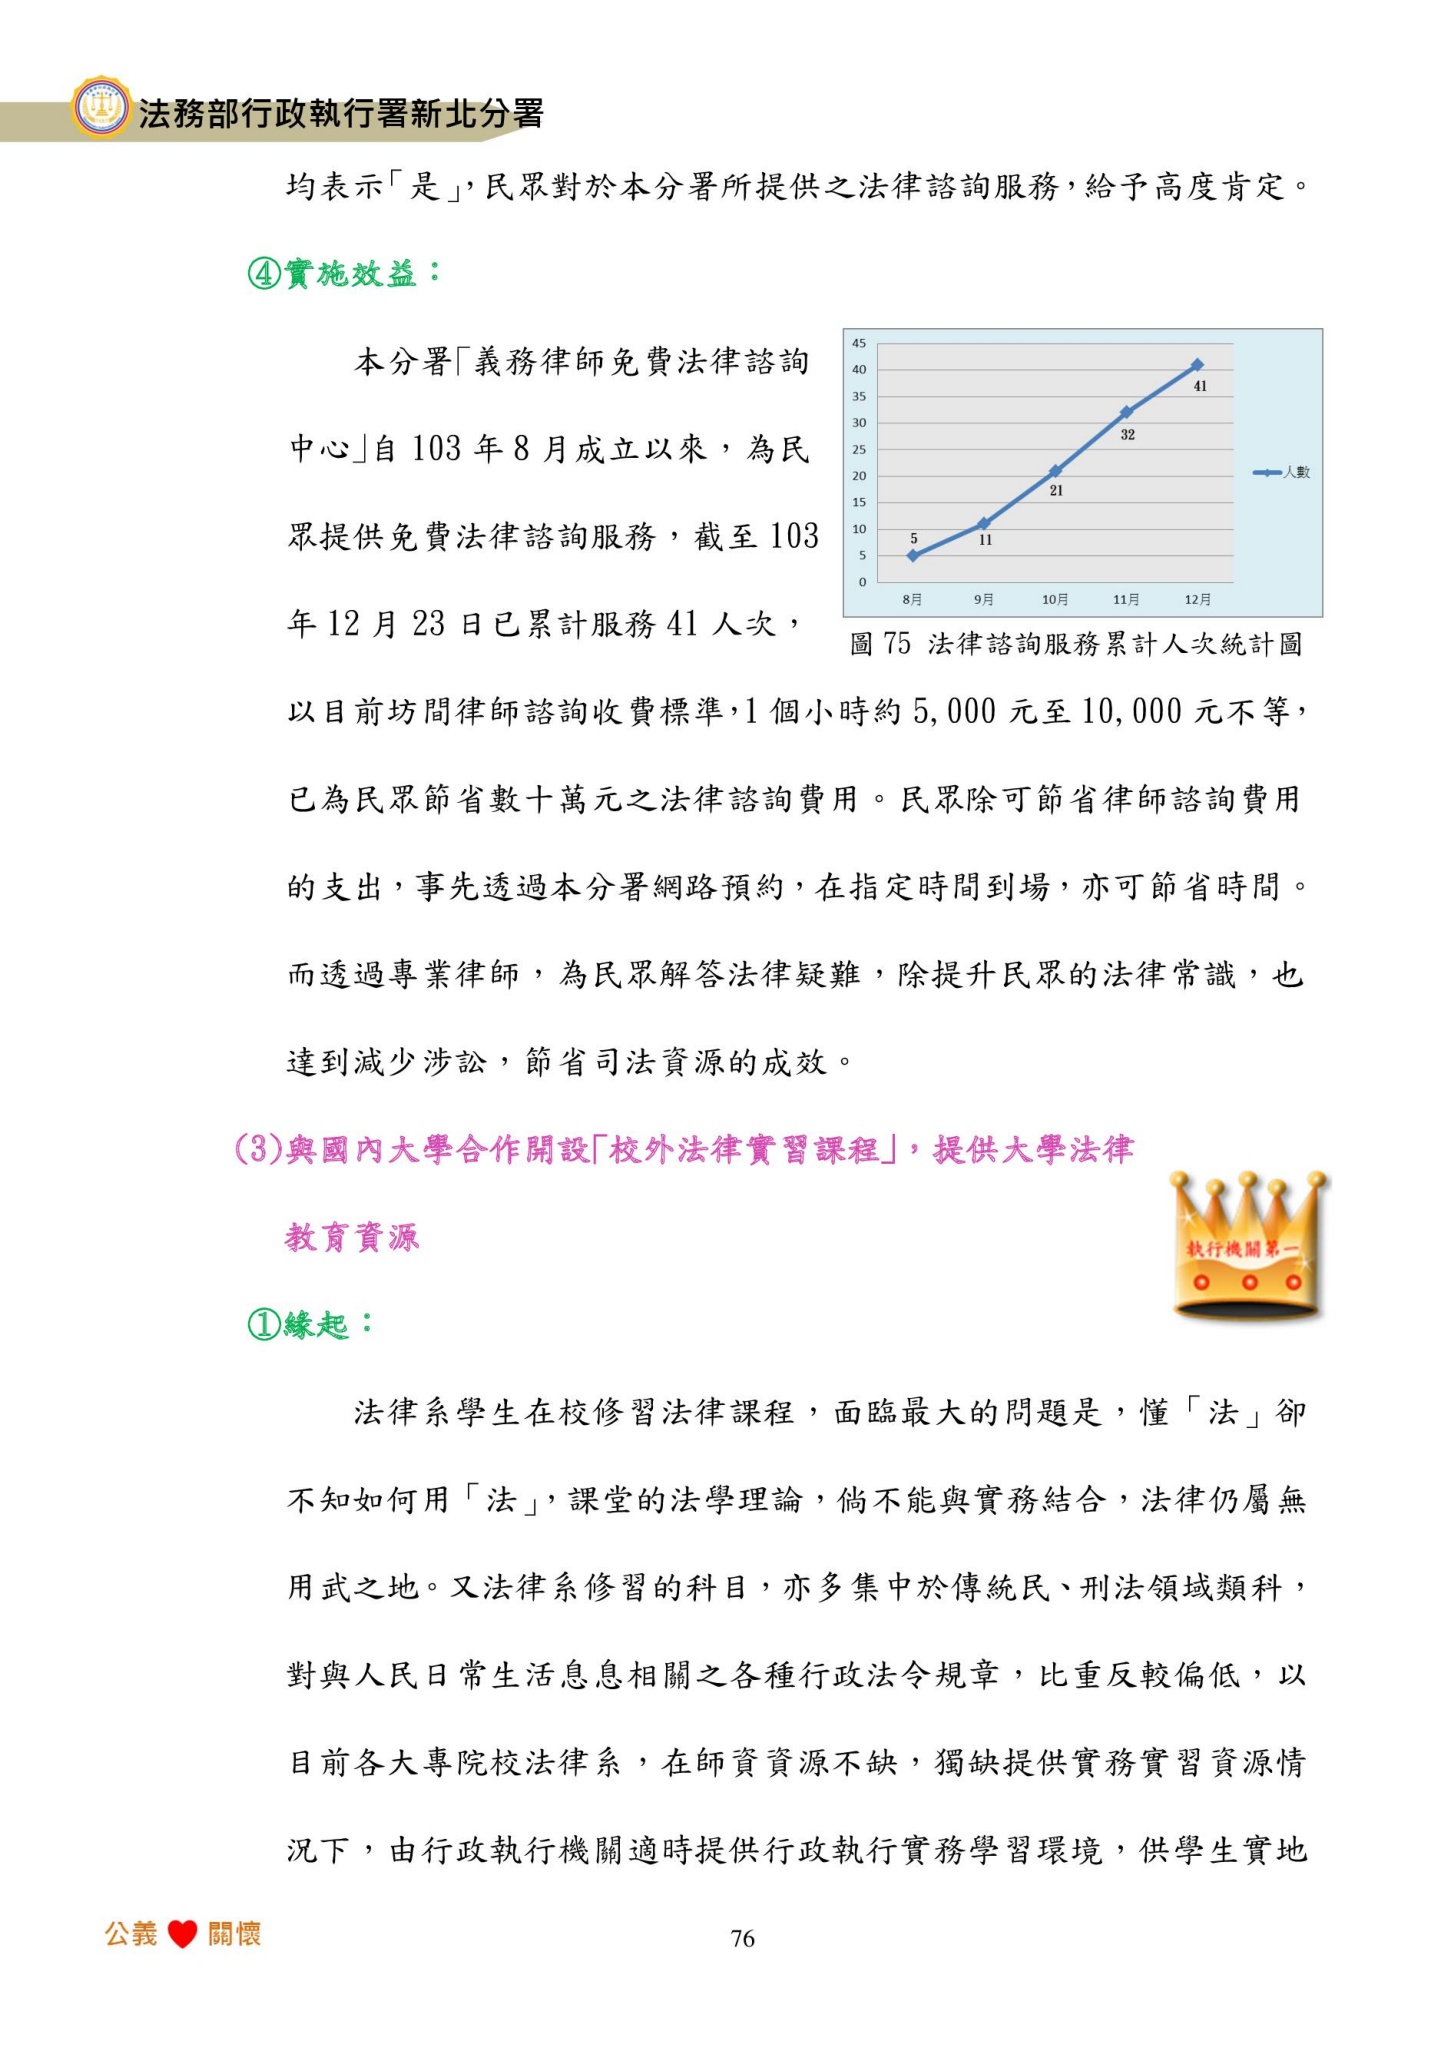 法務部行政執行署新北分署
均表示「是」，民眾對於本分署所提供之法律諮詢服務，給予高度肯定。
④實施效益：
本分署「義務律師免費法律諮詢
中心」自 103 年 8 月成立以來，為民
眾提供免費法律諮詢服務，截至 103
年 12 月 23 日已累計服務 41 人次，
45
40
35
30
25
20
15
10
5
0
5
11
21
32
41
8月 9月 10月 11月 12月
人數
圖 75 法律諮詢服務累計人次統計圖
以目前坊間律師諮詢收費標準，1 個小時約 5,000 元至 10,000 元不等，
已為民眾節省數十萬元之法律諮詢費用。民眾除可節省律師諮詢費用
的支出，事先透過本分署網路預約，在指定時間到場，亦可節省時間。
而透過專業律師，為民眾解答法律疑難，除提升民眾的法律常識，也
達到減少涉訟，節省司法資源的成效。
(3)與國內大學合作開設「校外法律實習課程」，提供大學法律
教育資源
執行機關第一
①緣起：
法律系學生在校修習法律課程，面臨最大的問題是，懂「法」卻
不知如何用「法」，課堂的法學理論，倘不能與實務結合，法律仍屬無
用武之地。又法律系修習的科目，亦多集中於傳統民、刑法領域類科，
對與人民日常生活息息相關之各種行政法令規章，比重反較偏低，以
目前各大專院校法律系，在師資資源不缺，獨缺提供實務實習資源情
況下，由行政執行機關適時提供行政執行實務學習環境，供學生實地
公義 關懷
76